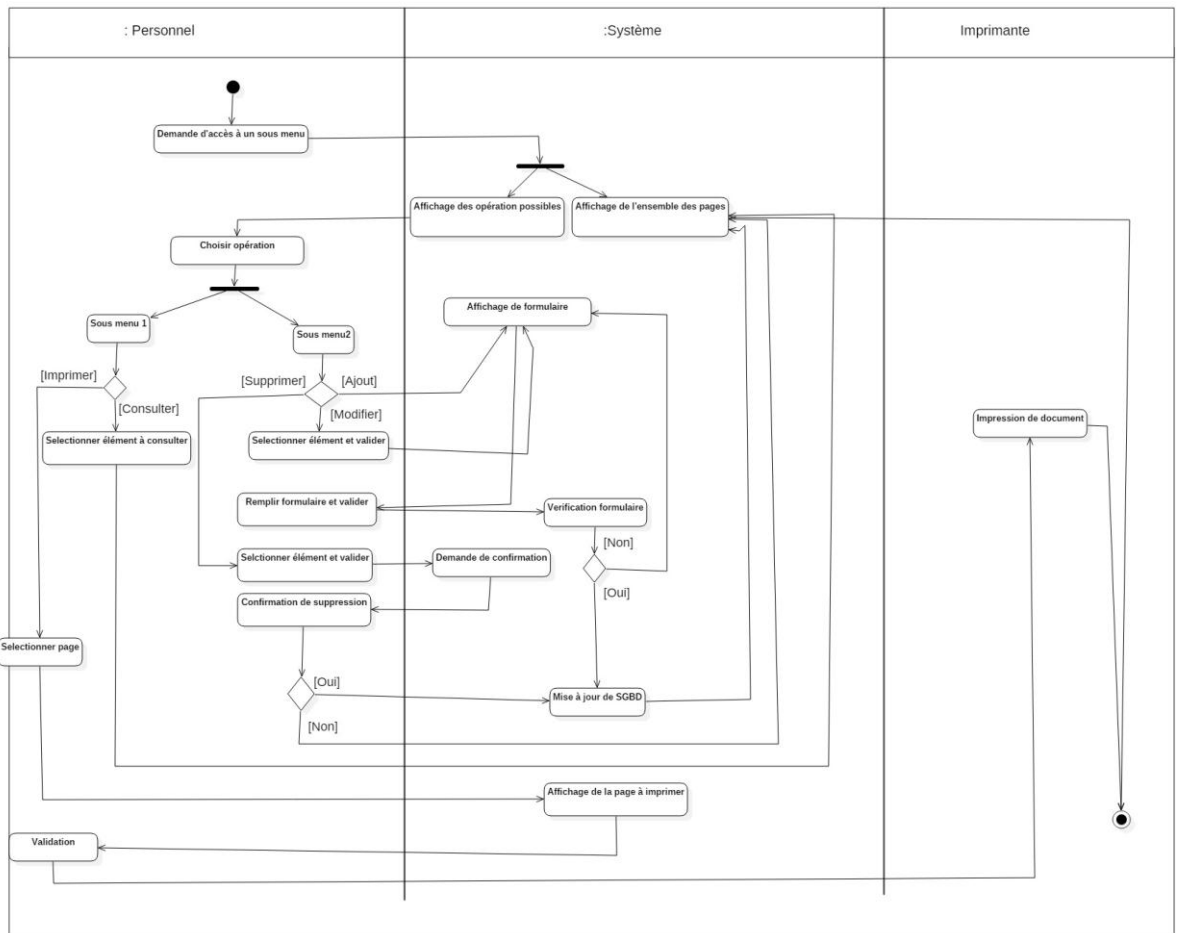 : Personnel
:Système
Imprimante
Demande d'accès à un sous menu
Affichage des opération possibles
Affichage de l'ensemble des pages
Choisir opération
Affichage de formulaire
Sous menu 1
Sous menu2
[Imprimer]
[Supprimer]
[Ajout]
[Consulter]
[Modifier]
Impression de document
Selectionner élément à consulter
Selectionner élément et valider
Remplir formulaire et valider
Verification formulaire
[Non]
Selctionner élément et valider
Demande de confirmation
[Oui]
Confirmation de suppression
Selectionner page
[Oui]
Mise à jour de SGBD
[Non]
Affichage de la page à imprimer
Validation